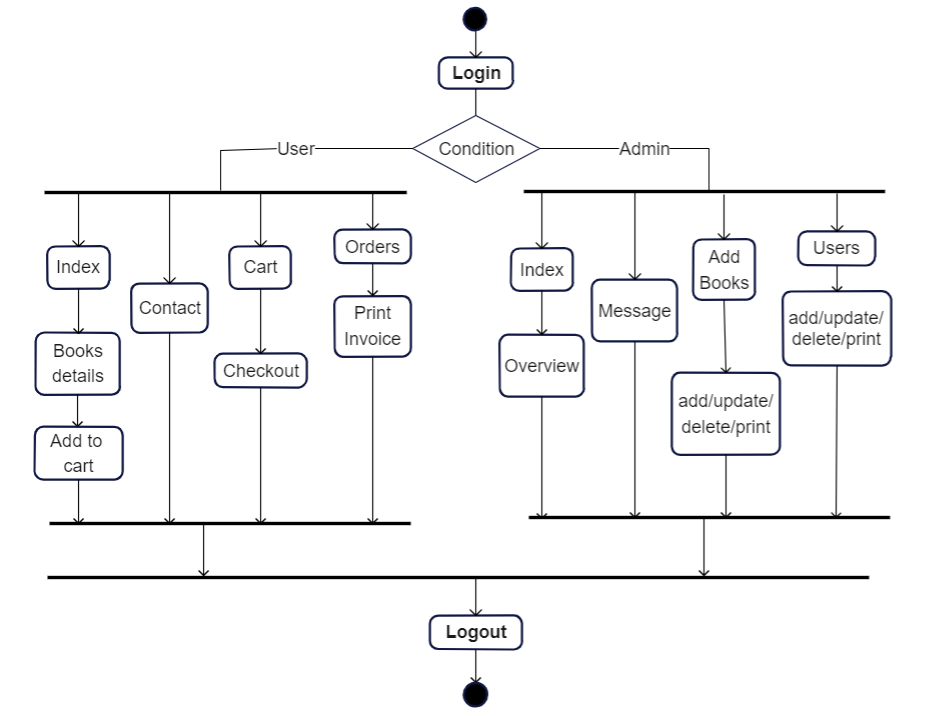 Login
User
Condition
Admin
Index
Contact
Cart
Orders
Books
details
Checkout
Print
Invoice
Add to
cart
Index
Message
Add
Books
Users
Overview
add/update/
delete/print
add/update/
delete/print
Logout